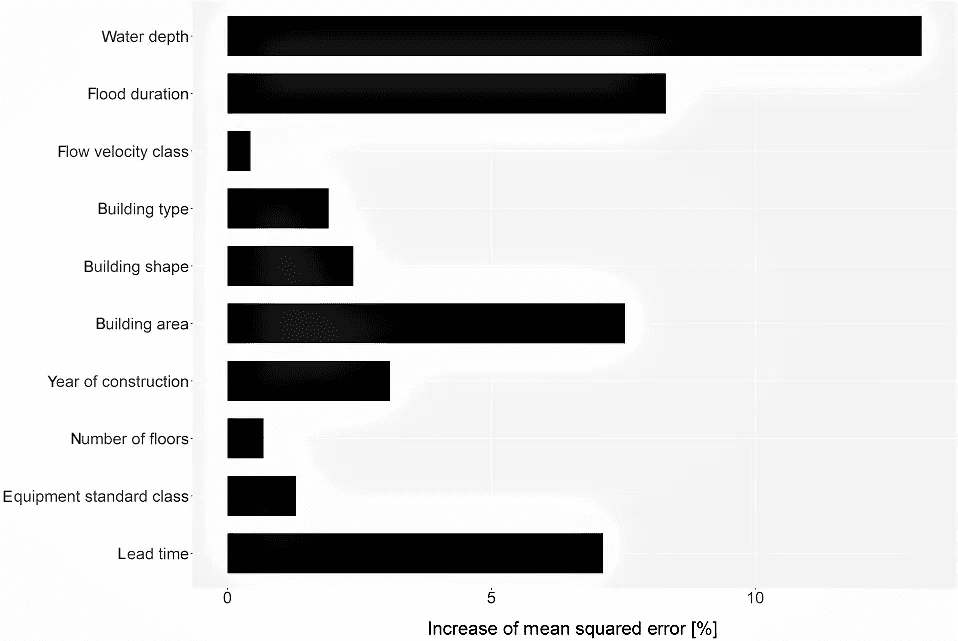 Water depth
Flood duration
Flow velocity class
Building type
Building shape
Building area
Year of construction
Number of floors
Equipment standard class
Lead time
0 5 10
Increase of mean squared error [%]